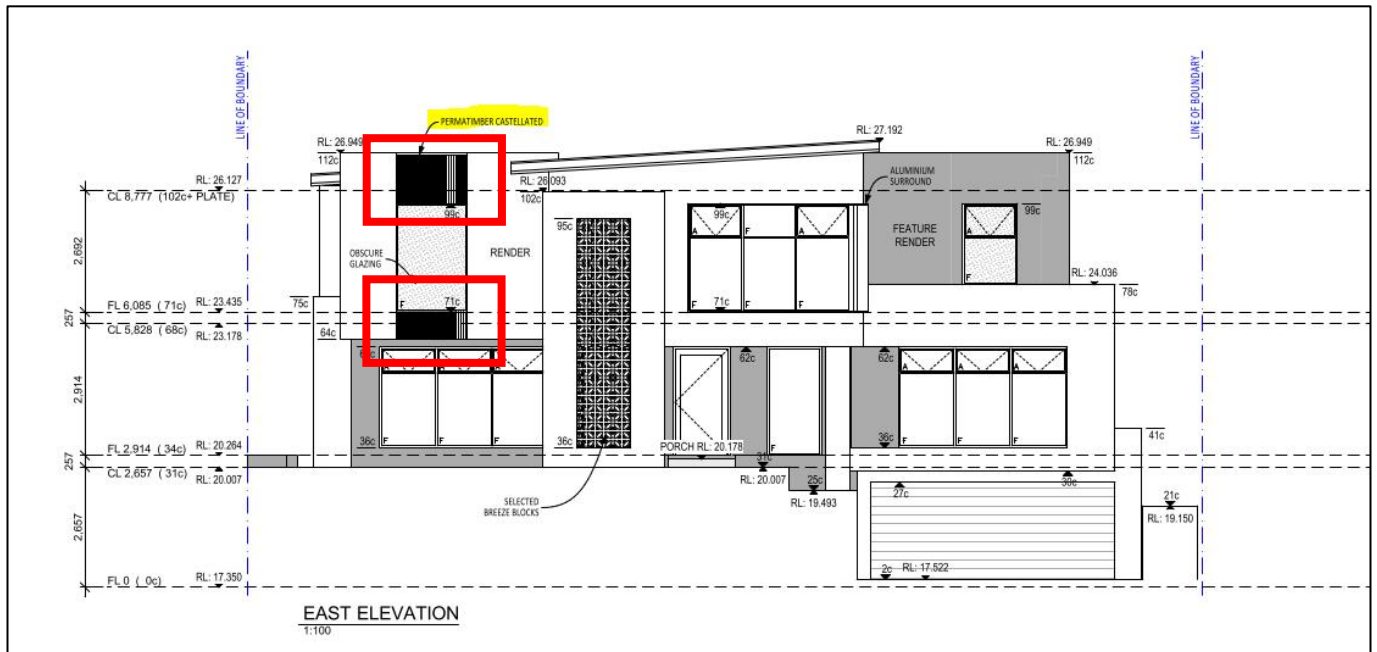 LINE OF BOUNDARY
LINE OF BOUNDARY
PERMATIMBER CASTELLATED
RL: 26.949
112c
RL: 27.192
RL: 26.949
112c
RL: 26.127
CL 8,777 (102c+ PLATE)
RL: 26.093
102c
ALUMINIUM
SURROUND
99c
99c
99c
95c
A
F
A
A
FEATURE
RENDER
2,692
OBSCURE
GLAZING
RENDER
RL: 24.036
78c
75c
FL 6,085 ( 71c)
RL: 23.435
F
71c
F
F
F
71c
F
257
CL 5,828 ( 68c)
RL: 23.178
64c
62c
62c
A
A
A
2,914
36c
F
F
F
36c
F
36c
F
F
F
PORCH RL: 20.178
41c
FL 2,914 ( 34c)
RL: 20.264
257
CL 2,657 ( 31c)
RL: 20.007
31c
RL: 20.007
25c
RL: 19.493
30c
27c
21c
RL: 19.150
SELECTED
BREEZE BLOCKS
2,657
FL 0 ( 0c)
RL: 17.350
2c
RL: 17.522
EAST ELEVATION
1:100